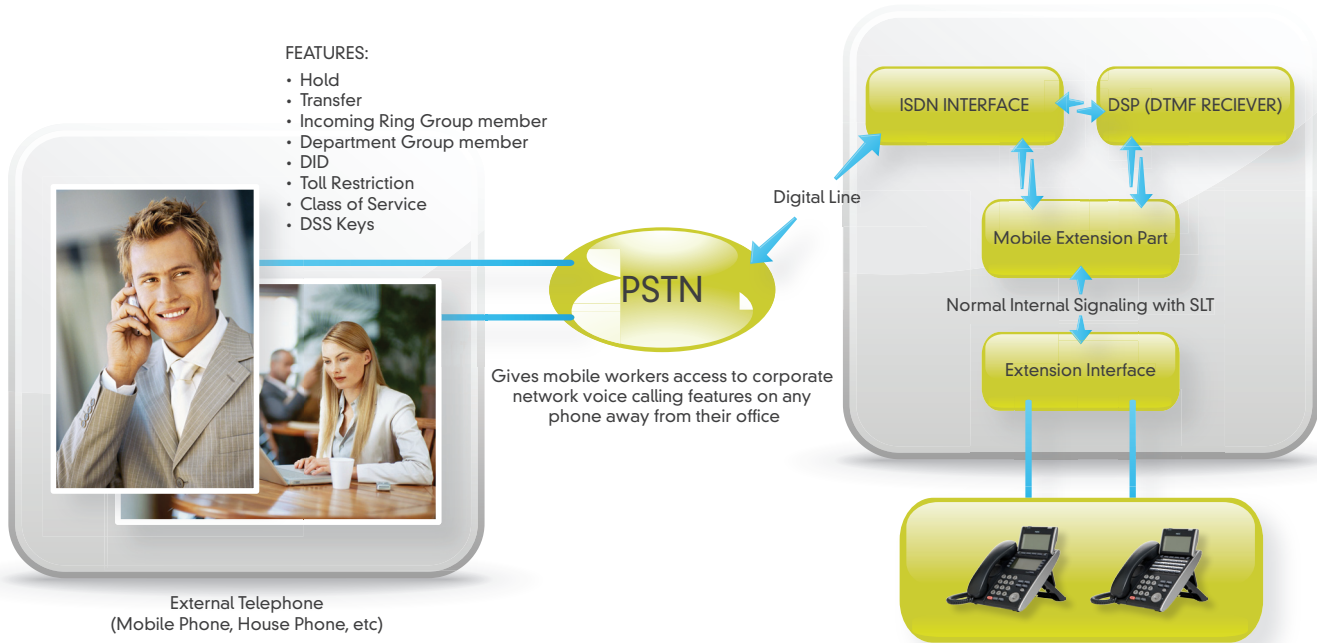 FEATURES:
• Hold
• Transfer
• Incoming Ring Group member
• Department Group member
• DID
• Toll Restriction
• Class of Service
• DSS Keys
External Telephone
(Mobile Phone, House Phone, etc)
PSTN
Gives mobile workers access to corporate
network voice calling features on any
phone away from their office
Digital Line
ISDN INTERFACE
DSP (DTMF RECIEVER)
Mobile Extension Part
Normal Internal Signaling with SLT
Extension Interface